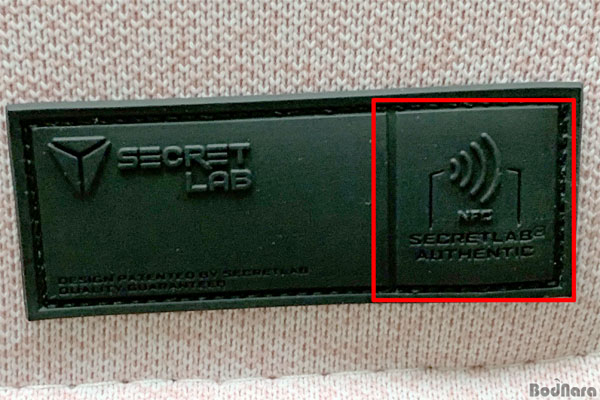 SECRET
LAB
DESIGN PATENTED BY SECRETLAB
QUALITY GUARANTEED
NFC
SECRETLAB®
AUTHENTIC
BodNara